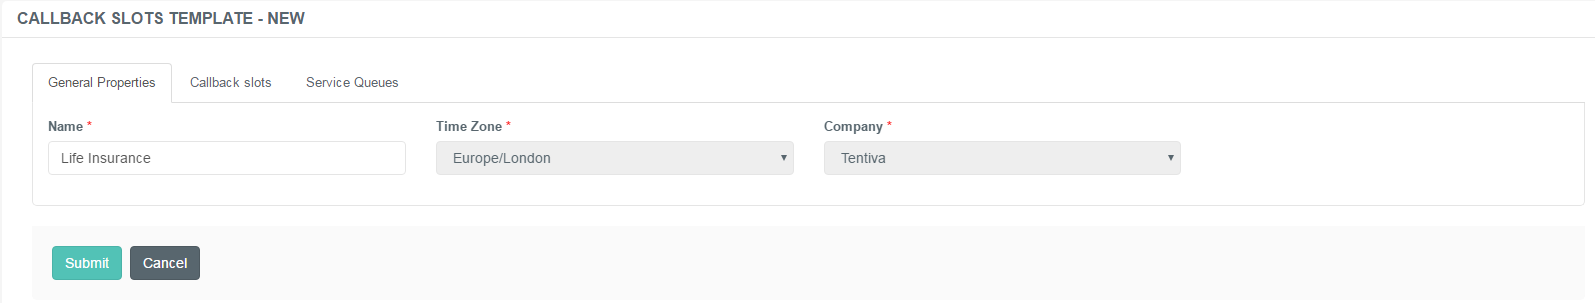 CALLBACK SLOTS TEMPLATE - NEW
General Properties Callback slots Service Queues
Name * Time Zone * Company *
Life Insurance Europe/London Tentiva
Submit Cancel